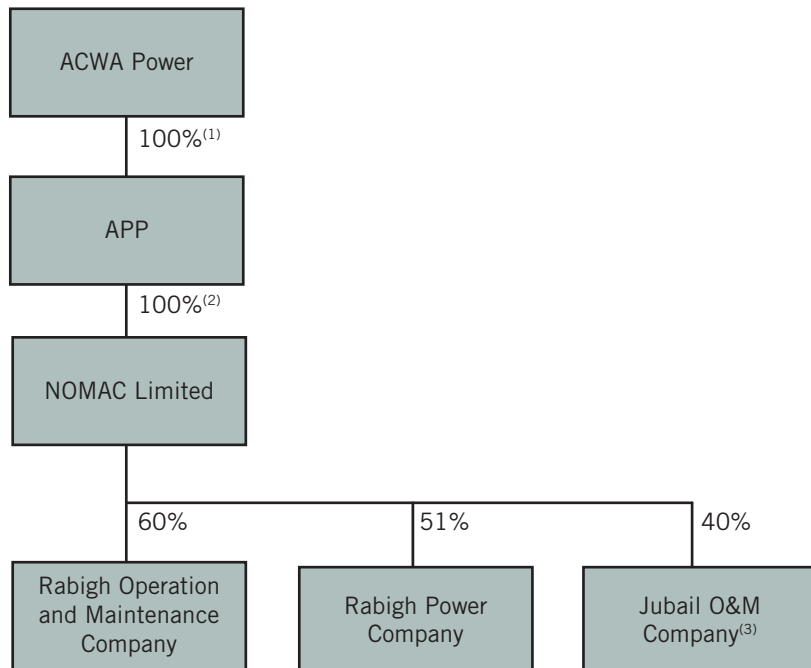 ACWA Power
100%(1)
APP
100%(2)
NOMAC Limited
60%
51%
40%
Rabigh Operation
and Maintenance
Company
Rabigh Power
Company
Jubail O&M
Company(3)